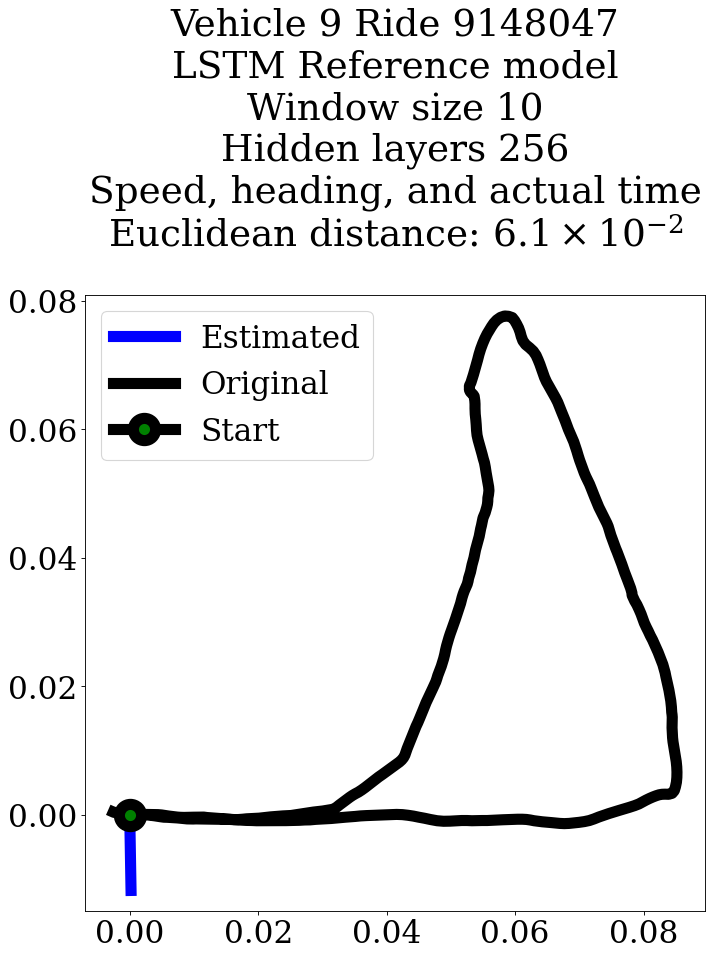 Vehicle 9 Ride 9148047
LSTM Reference model
Window size 10
Hidden layers 256
Speed, heading, and actual time
Euclidean distance: 6.1 × 10⁻²
0.08
0.06
0.04
0.02
0.00
Estimated
Original
Start
0.00 0.02 0.04 0.06 0.08